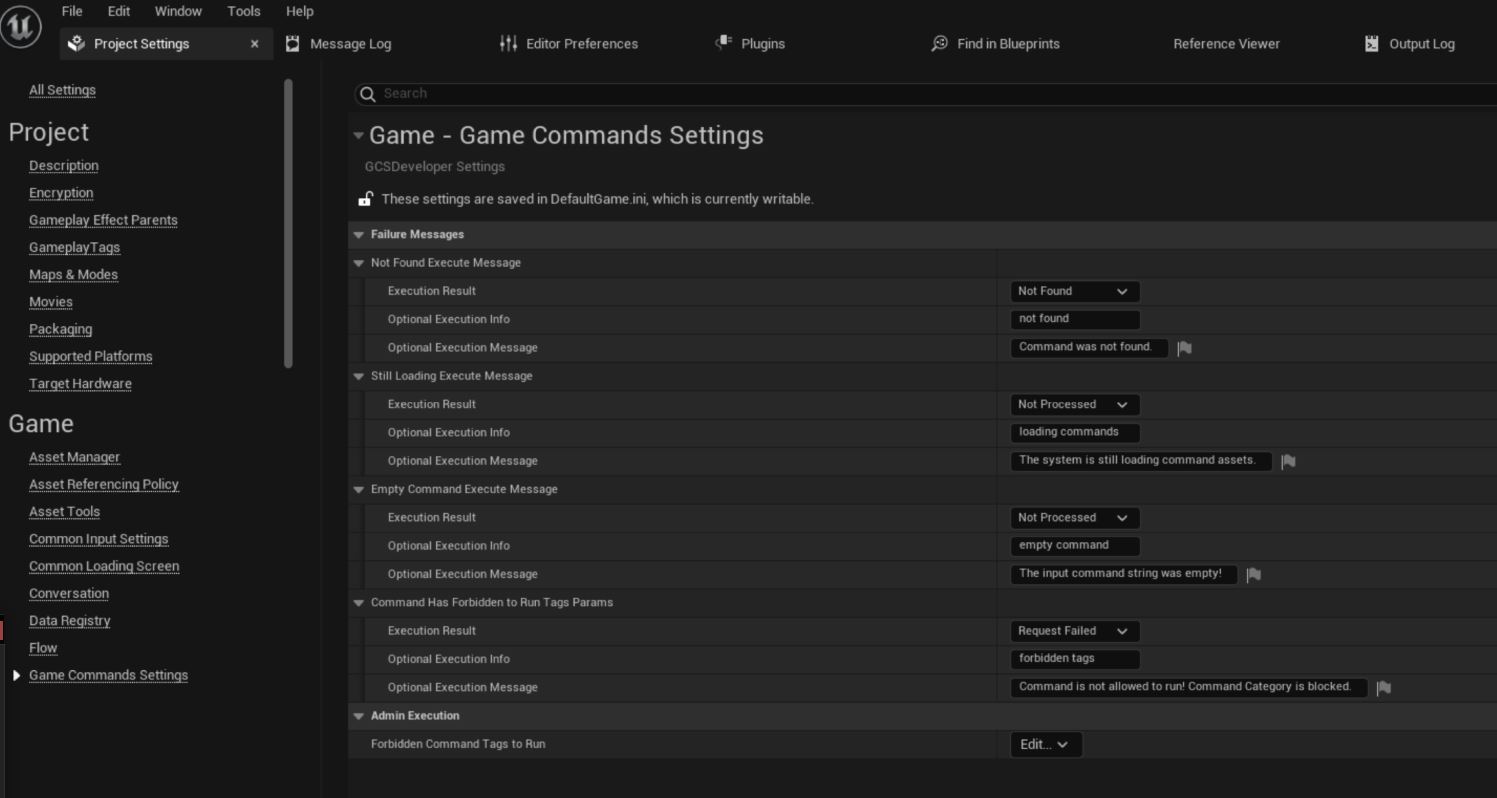 File Edit Window Tools Help
Project Settings Message Log Editor Preferences Plugins Find in Blueprints Reference Viewer Output Log
All Settings
Project
Description
Encryption
Gameplay Effect Parents
GameplayTags
Maps & Modes
Movies
Packaging
Supported Platforms
Target Hardware
Game
Asset Manager
Asset Referencing Policy
Asset Tools
Common Input Settings
Common Loading Screen
Conversation
Data Registry
Flow
Game Commands Settings
Search
Game - Game Commands Settings
GCSDeveloper Settings
These settings are saved in DefaultGame.ini, which is currently writable.
Failure Messages
Not Found Execute Message
Execution Result Not Found
Optional Execution Info not found
Optional Execution Message Command was not found.
Still Loading Execute Message
Execution Result Not Processed
Optional Execution Info loading commands
Optional Execution Message The system is still loading command assets.
Empty Command Execute Message
Execution Result Not Processed
Optional Execution Info empty command
Optional Execution Message The input command string was empty!
Command Has Forbidden to Run Tags Params
Execution Result Request Failed
Optional Execution Info forbidden tags
Optional Execution Message Command is not allowed to run! Command Category is blocked.
Admin Execution
Forbidden Command Tags to Run Edit...